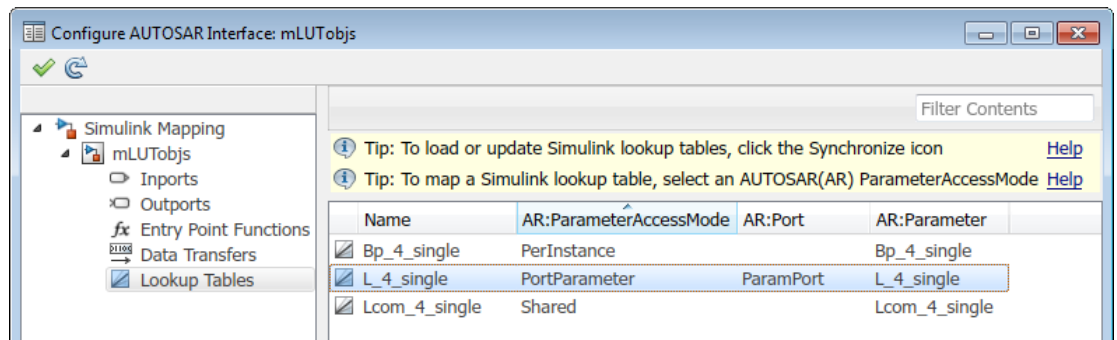 Configure AUTOSAR Interface: mLUTobjs
Filter Contents
Simulink Mapping
mLUTobjs
Inports
Outports
fx Entry Point Functions
Data Transfers
Lookup Tables
Tip: To load or update Simulink lookup tables, click the Synchronize icon Help
Tip: To map a Simulink lookup table, select an AUTOSAR(AR) ParameterAccessMode Help
Name AR:ParameterAccessMode AR:Port AR:Parameter
Bp_4_single PerInstance Bp_4_single
L_4_single PortParameter ParamPort L_4_single
Lcom_4_single Shared Lcom_4_single